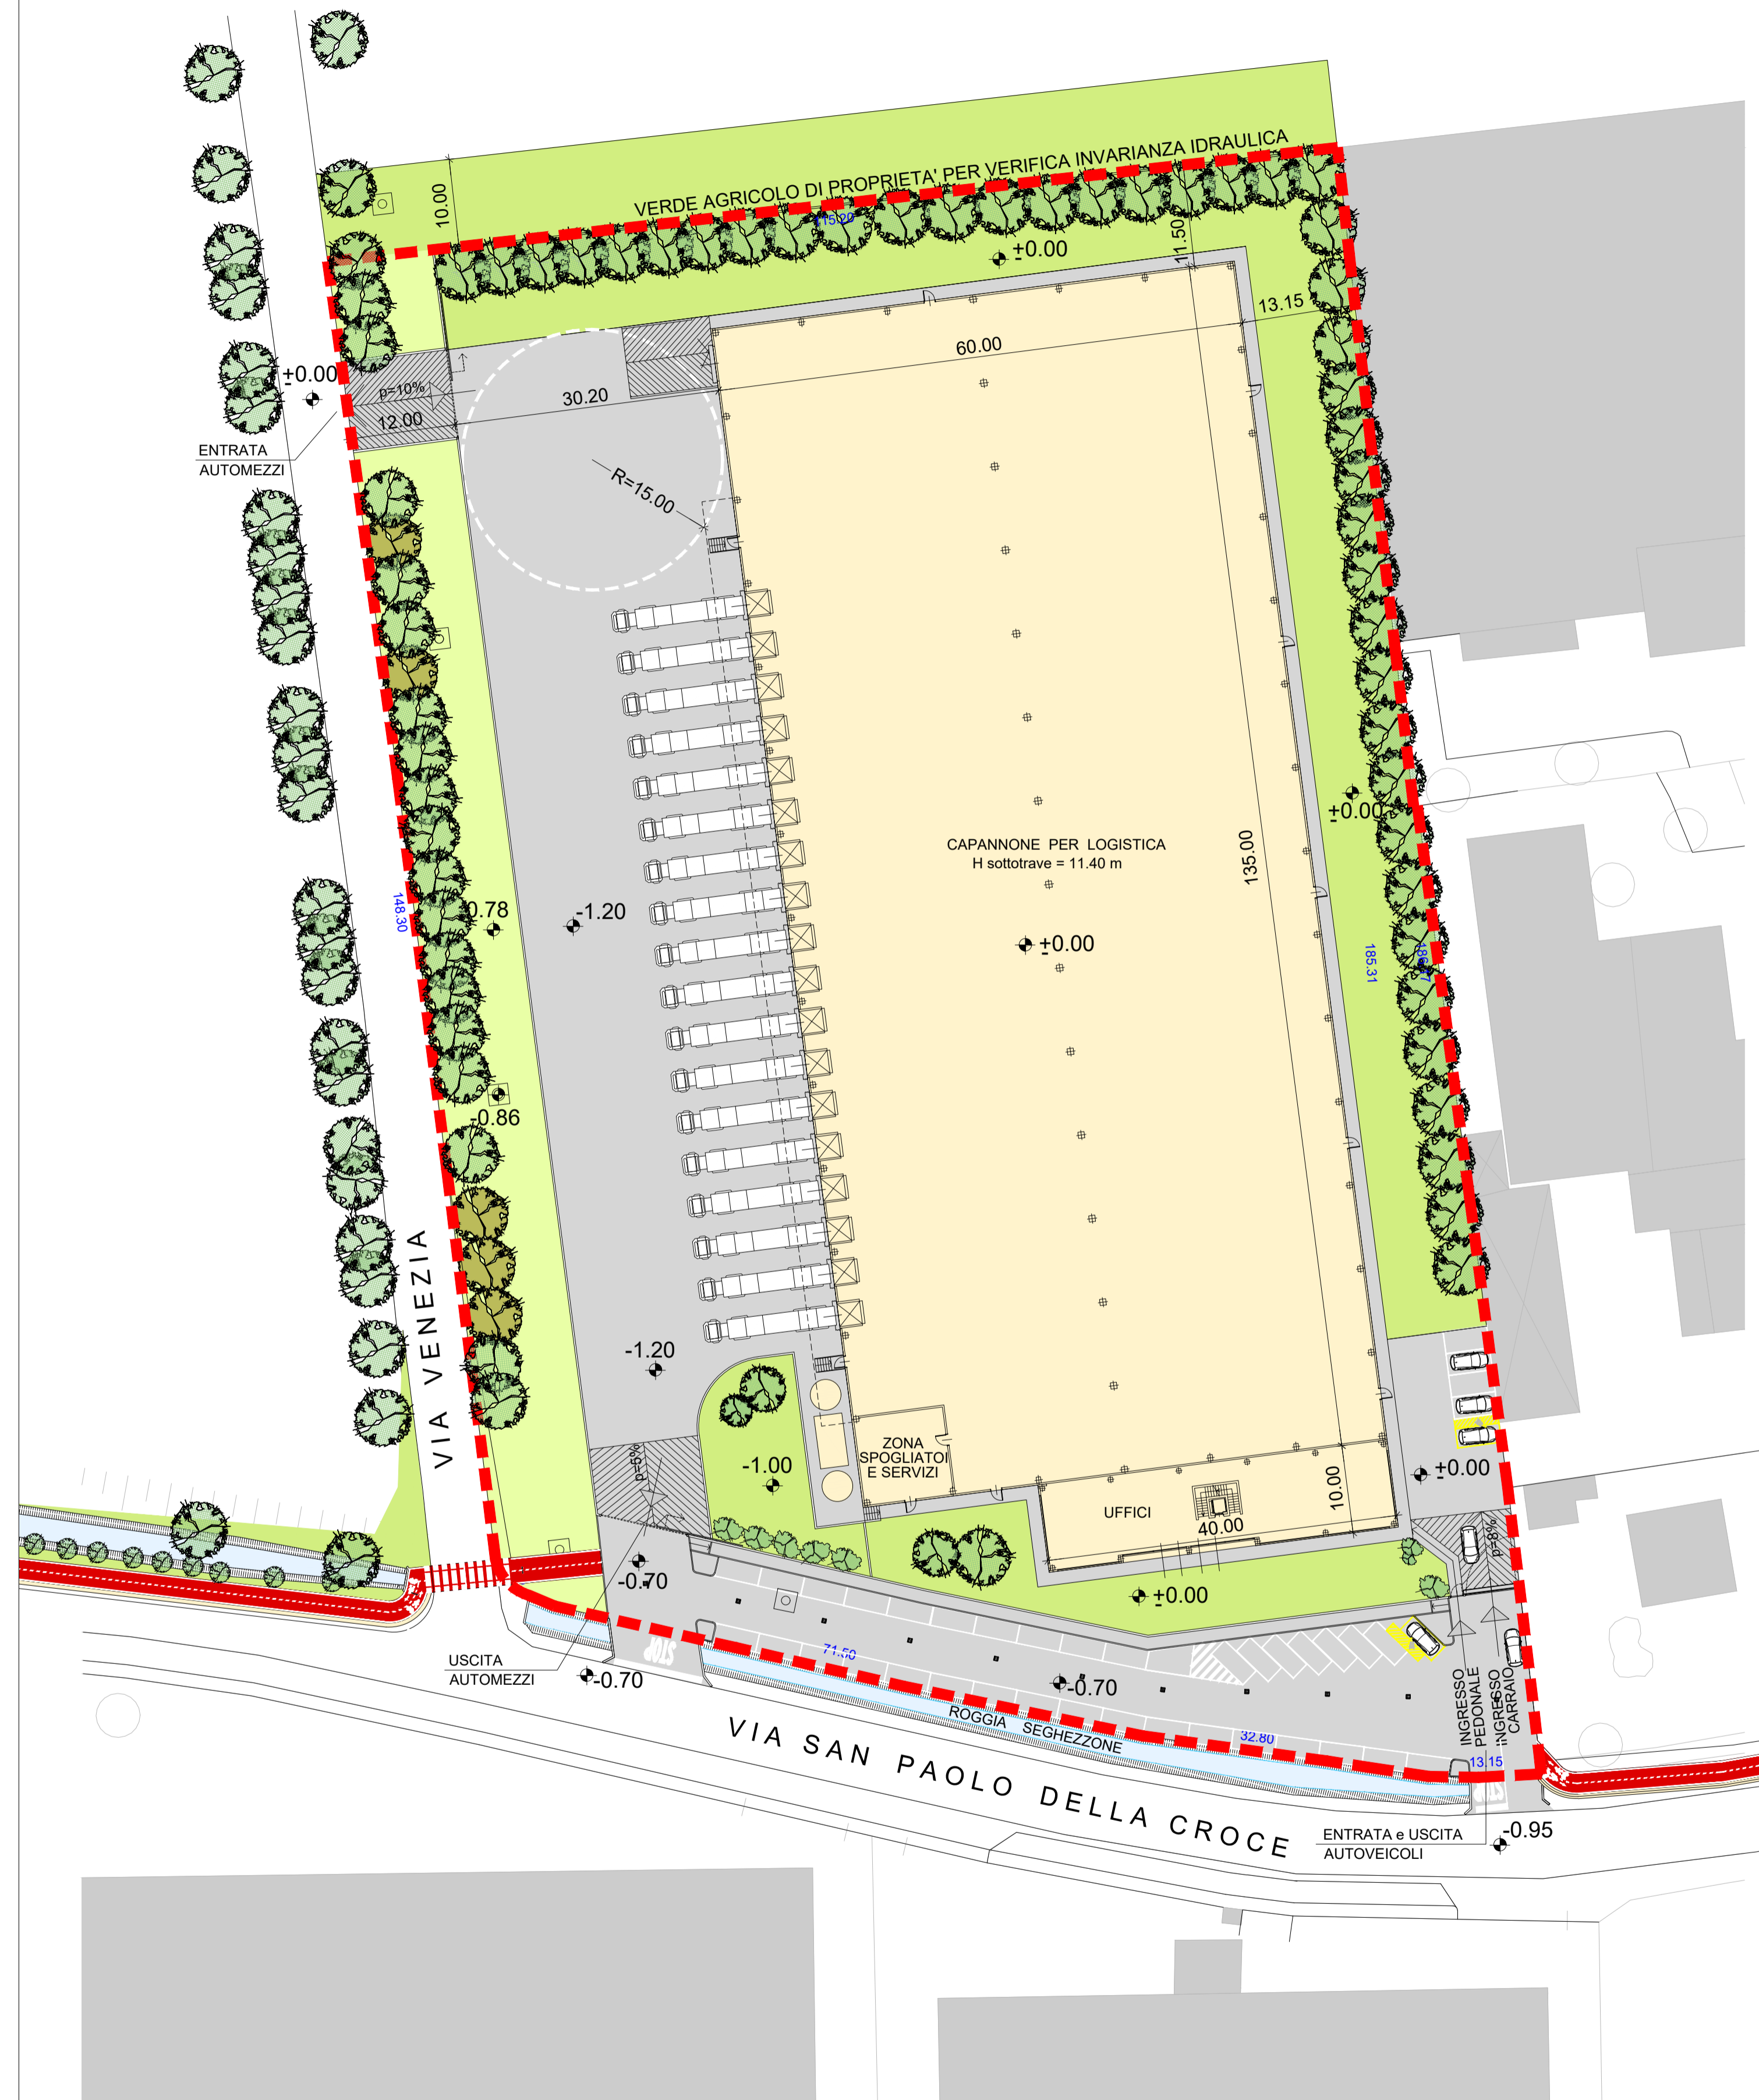 VERDE AGRICOLO DI PROPRIETA' PER VERIFICA INVARIANZA IDRAULICA
10.00
115.20
11.50
±0.00
13.15
60.00
±0.00
p=10%
30.20
12.00
ENTRATA
AUTOMEZZI
R=15.00
±0.00
CAPANNONE PER LOGISTICA
H sottotrave = 11.40 m
135.00
148.30
-0.78
-1.20
±0.00
185.31
-0.86
VIA VENEZIA
-1.20
p=5%
-1.00
ZONA
SPOGLIATOI
E SERVIZI
UFFICI
40.00
10.00
±0.00
p=8%
-0.70
±0.00
USCITA
AUTOMEZZI
STOP
-0.70
71.50
-0.70
ROGGIA SEGHEZZONE
32.80
INGRESSO
PEDONALE
INGRESSO
CARRAIO
13.15
STOP
VIA SAN PAOLO DELLA CROCE
ENTRATA e USCITA
AUTOVEICOLI
-0.95